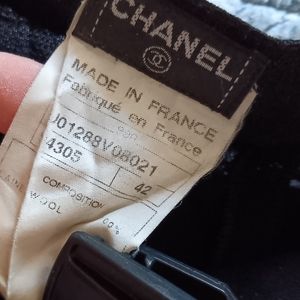 CHANEL
MADE IN FRANCE
Fabriqué en France
J01288V08021
4305
42
COMPOSITION
WOOL